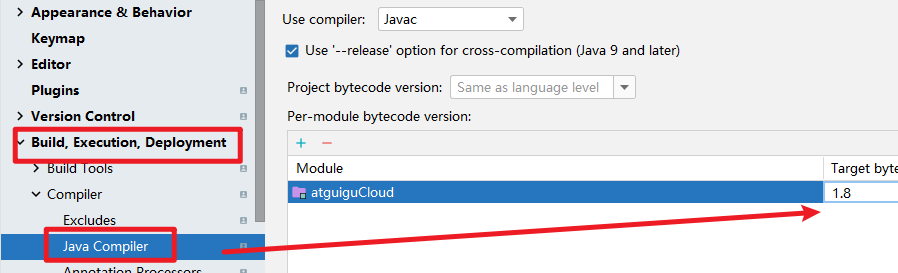 Appearance & Behavior
Keymap
Editor
Plugins
Version Control
Build, Execution, Deployment
Build Tools
Compiler
Excludes
Java Compiler
Annotation Processors
Use compiler: Javac
Use '--release' option for cross-compilation (Java 9 and later)
Project bytecode version: Same as language level
Per-module bytecode version:
Module Target byte
atguiguCloud 1.8